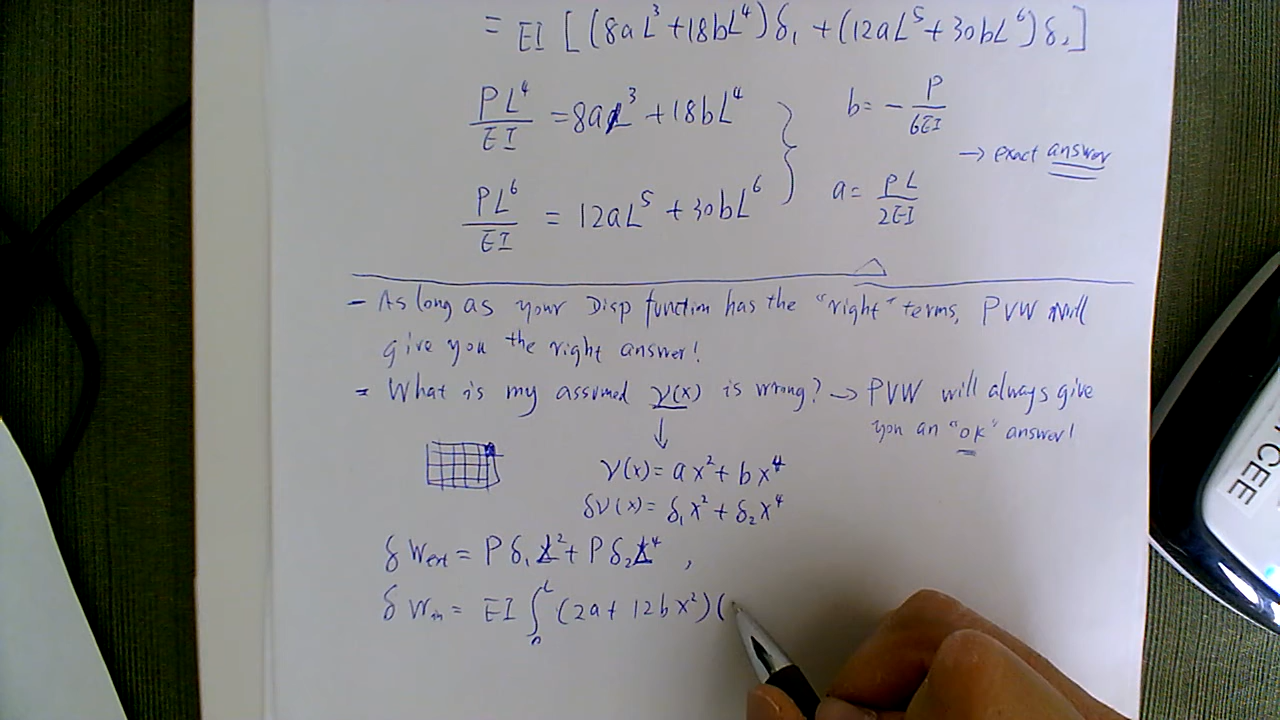 = EI [(8aL³+18bL⁴)δ₁ +(12aL⁵+30bL⁶)δ₂]
PL⁴/EI = 8aL³ +18bL⁴
b= - P/6EI
→ exact answer
PL⁶/EI = 12aL⁵ +30bL⁶
a= PL/2EI
- As long as your Disp function has the "right" terms, PVW will
give you the right answer!
= What is my assumed v(x) is wrong? → PVW will always give
you an "ok" answer!
v(x)= ax²+bx⁴
δv(x)= δ₁x²+δ₂x⁴
δWext = Pδ₁L²+Pδ₂L⁴ ,
δWin = EI ∫₀ᴸ (2a+12bx²)(
CEE